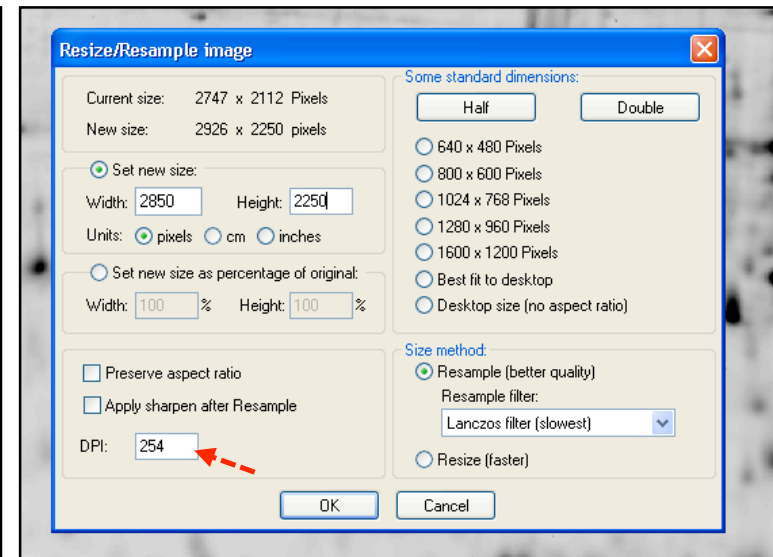 Resize/Resample image
Current size: 2747 x 2112 Pixels
New size: 2926 x 2250 pixels
Set new size:
Width: 2850 Height: 2250
Units: pixels cm inches
Set new size as percentage of original:
Width: 100 % Height: 100 %
Preserve aspect ratio
Apply sharpen after Resample
DPI: 254
Some standard dimensions:
Half Double
640 x 480 Pixels
800 x 600 Pixels
1024 x 768 Pixels
1280 x 960 Pixels
1600 x 1200 Pixels
Best fit to desktop
Desktop size (no aspect ratio)
Size method:
Resample (better quality)
Resample filter:
Lanczos filter (slowest)
Resize (faster)
OK Cancel